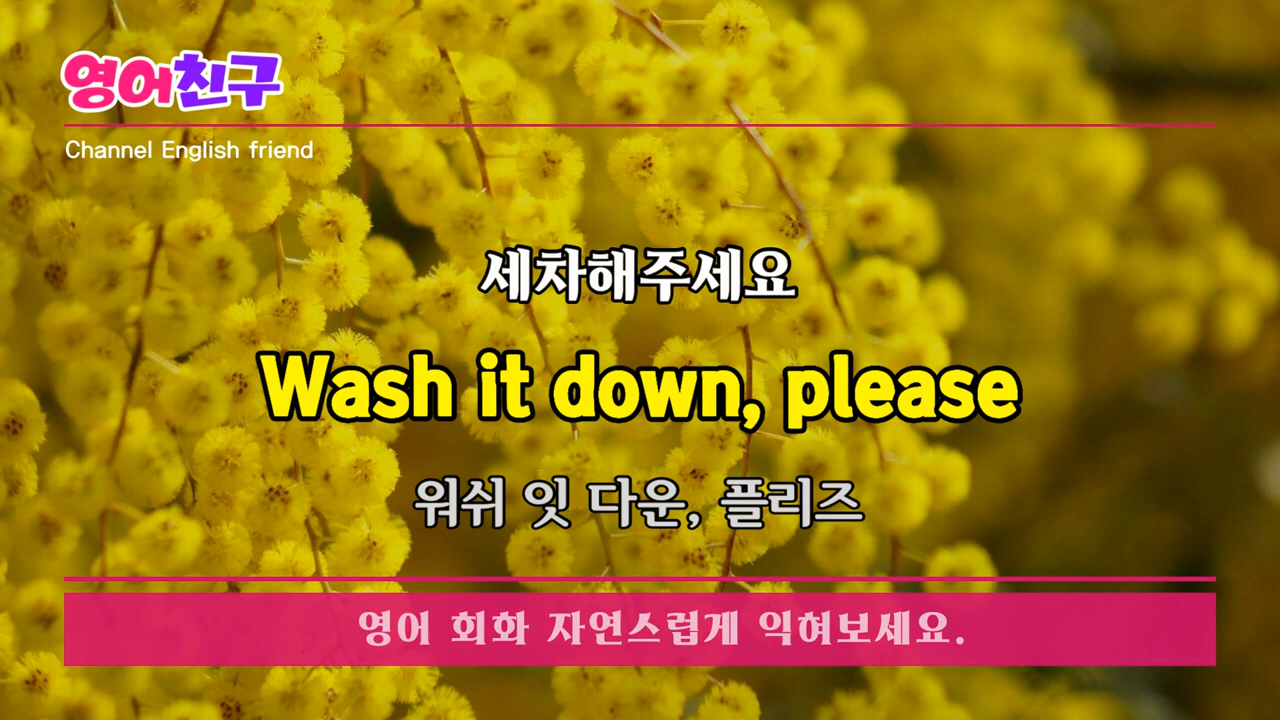 영어친구
Channel English friend
세차해주세요
Wash it down, please
워쉬 잇 다운, 플리즈
영어 회화 자연스럽게 익혀보세요.